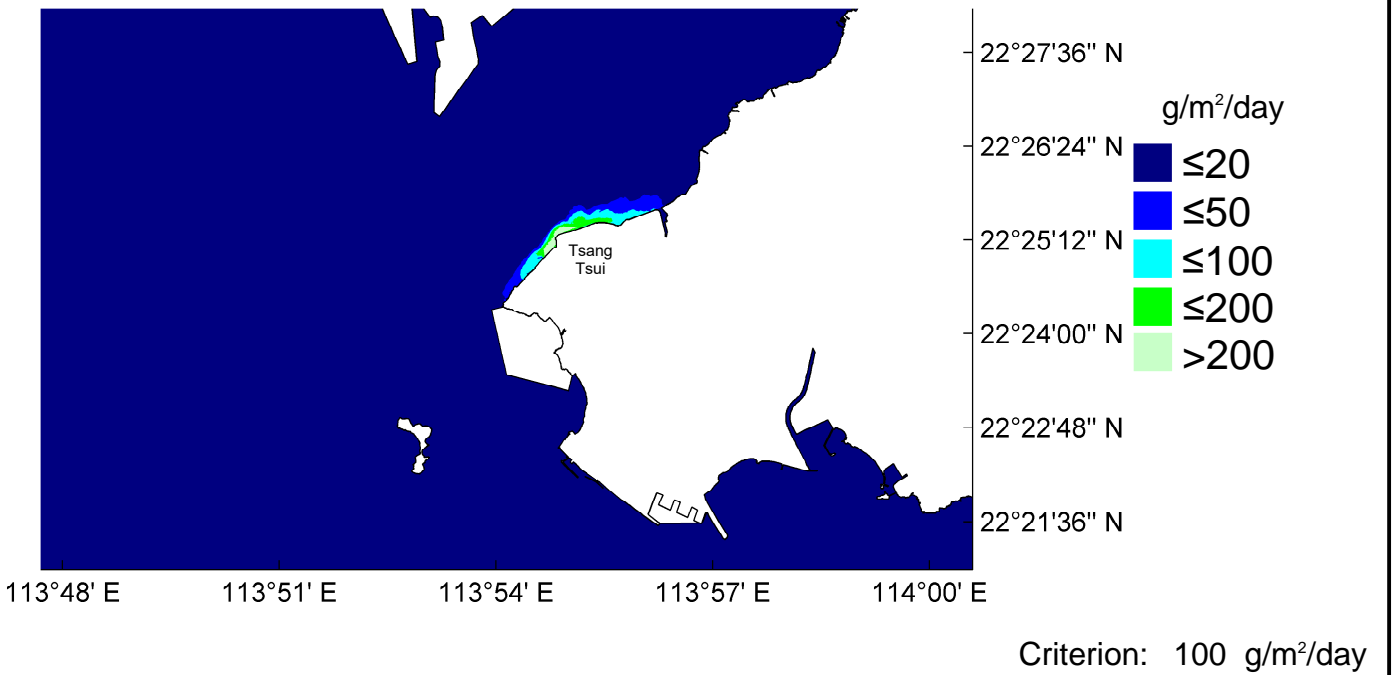 22°27'36" N
g/m²/day
22°26'24" N
≤20
≤50
22°25'12" N
Tsang
Tsui
≤100
≤200
22°24'00" N
>200
22°22'48" N
22°21'36" N
113°48' E 113°51' E 113°54' E 113°57' E 114°00' E
Criterion: 100 g/m²/day